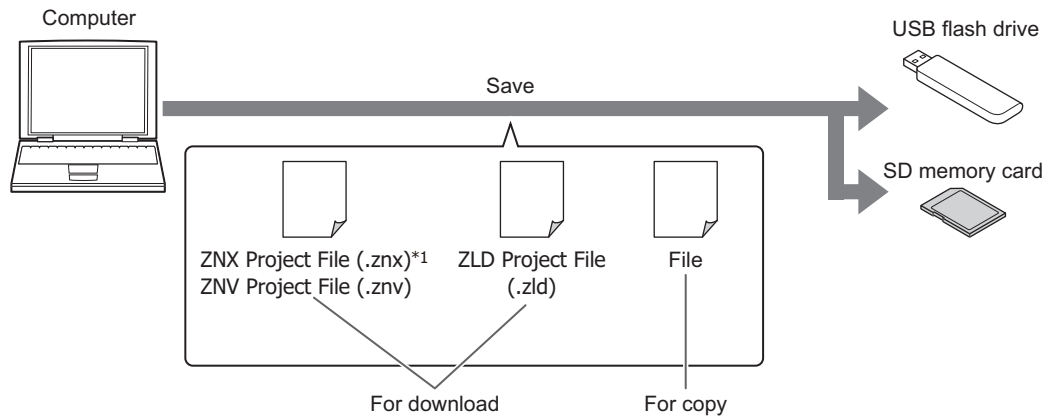 Computer
USB flash drive
Save
SD memory card
ZNX Project File (.znx)*1
ZNV Project File (.znv)
ZLD Project File
(.zld)
File
For download
For copy